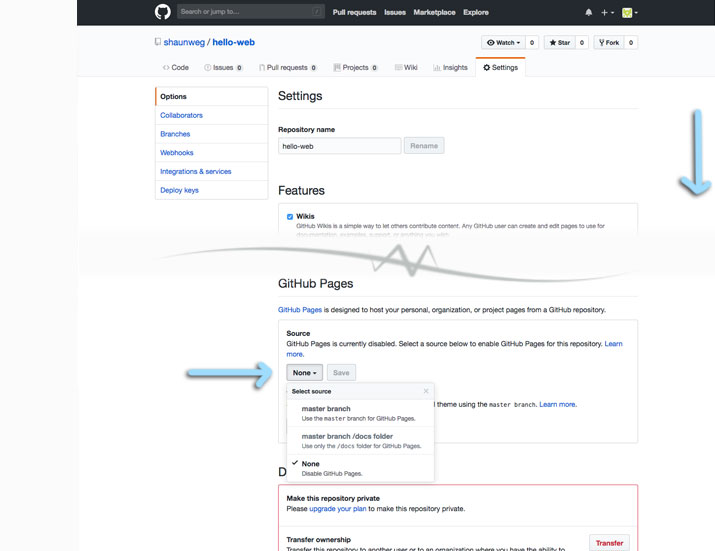 Search or jump to...
/
Pull requests Issues Marketplace Explore
shaunweg / hello-web
Watch 0 Star 0 Fork 0
Code Issues 0 Pull requests 0 Projects 0 Wiki Insights Settings
Options
Collaborators
Branches
Webhooks
Integrations & services
Deploy keys
Settings
Repository name
hello-web Rename
Features
Wikis
GitHub Wikis is a simple way to let others contribute content. Any GitHub user can create and edit pages to use for
documentation, examples, support, or anything you wish.
GitHub Pages
GitHub Pages is designed to host your personal, organization, or project pages from a GitHub repository.
Source
GitHub Pages is currently disabled. Select a source below to enable GitHub Pages for this repository. Learn
more.
None Save
Select source
master branch
Use the master branch for GitHub Pages.
theme using the master branch. Learn more.
master branch /docs folder
Use only the /docs folder for GitHub Pages.
None
Disable GitHub Pages.
D
Make this repository private
Please upgrade your plan to make this repository private.
Transfer ownership
Transfer this repository to another user or to an organization where you have the ability to
Transfer